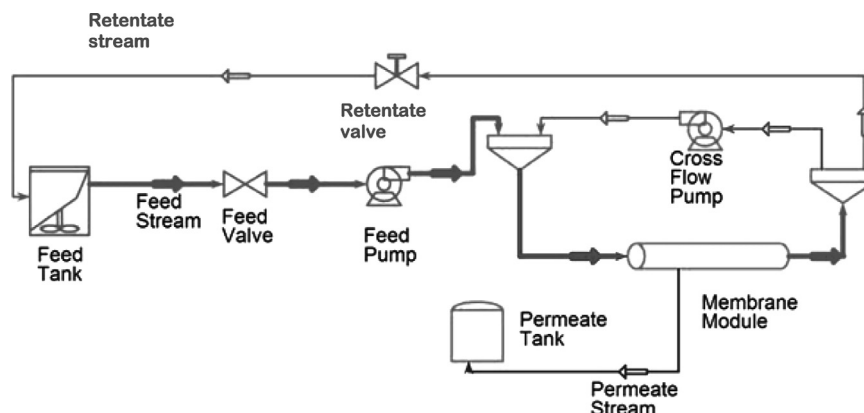 Retentate
stream
Retentate
valve
Cross
Flow
Pump
Feed
Stream
Feed
Valve
Feed
Pump
Feed
Tank
Membrane
Module
Permeate
Tank
Permeate
Stream